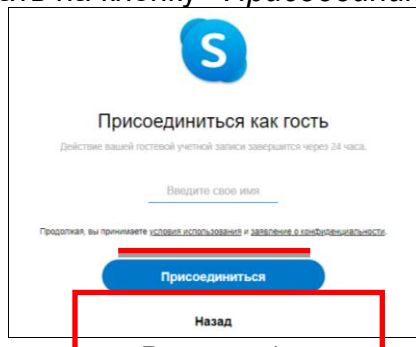 на кнопку
S
Присоединиться как гость
Действие вашей гостевой учетной записи завершится через 24 часа.
Введите свое имя
Продолжая, вы принимаете условия использования и заявление о конфиденциальности.
Присоединиться
Назад